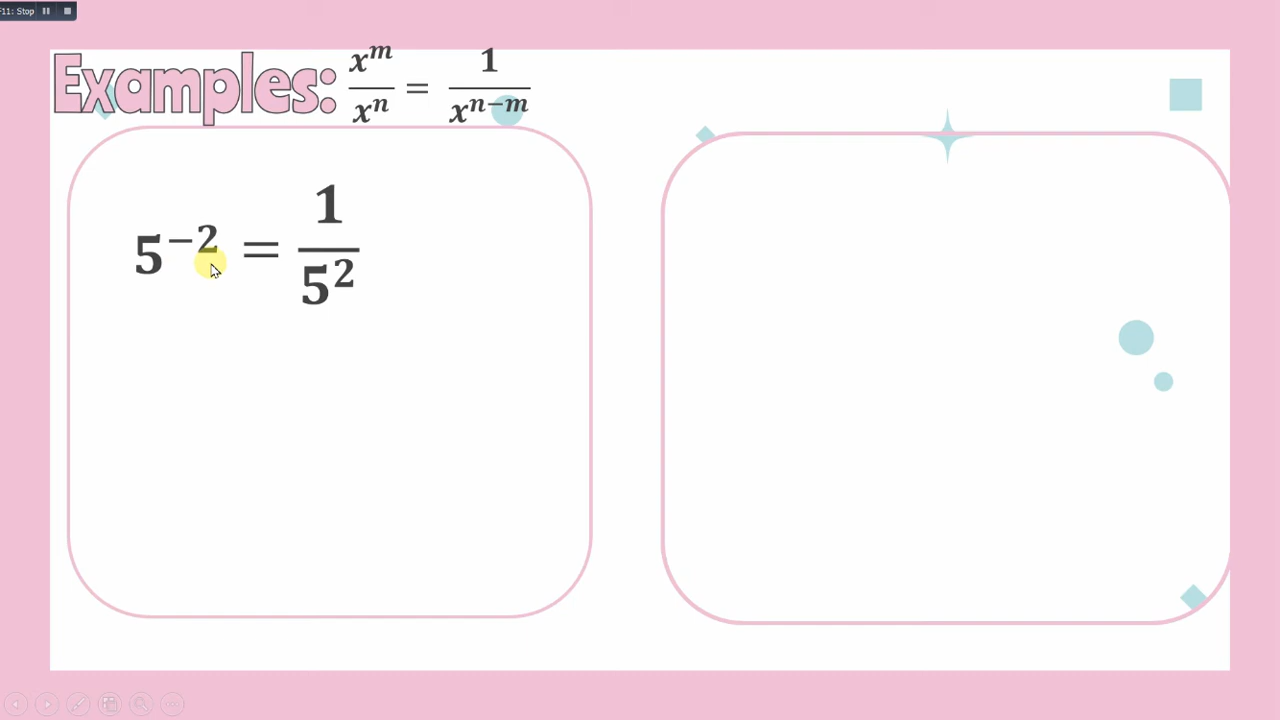 F11: Stop
Examples: x^m/x^n = 1/x^(n−m)
5^−2 = 1/5^2